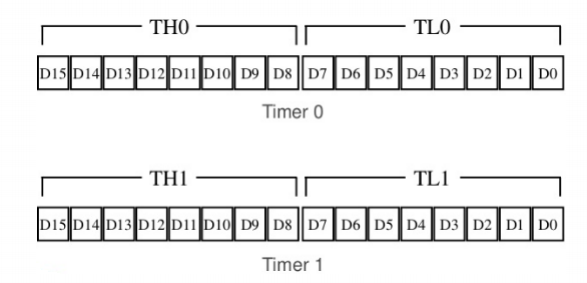 TH0 TL0
D15 D14 D13 D12 D11 D10 D9 D8 D7 D6 D5 D4 D3 D2 D1 D0
Timer 0
TH1 TL1
D15 D14 D13 D12 D11 D10 D9 D8 D7 D6 D5 D4 D3 D2 D1 D0
Timer 1